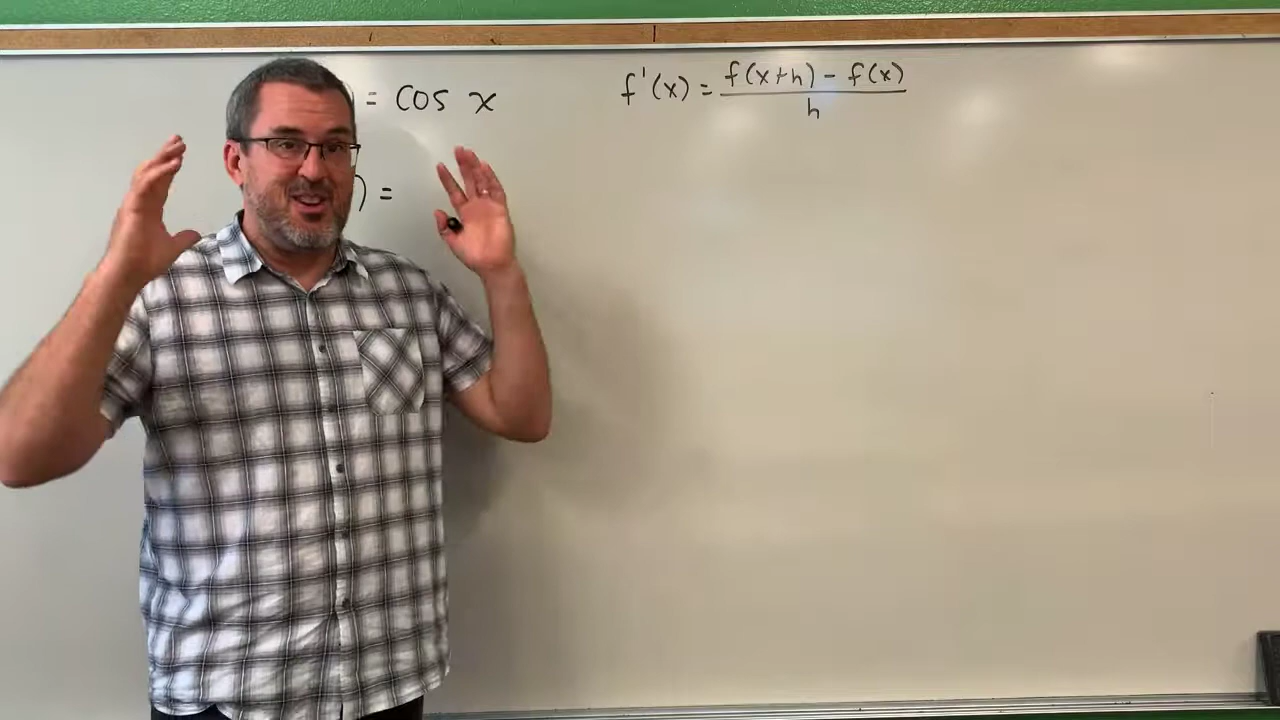 ) = cos x
f'(x) = f(x+h) - f(x) / h
) =